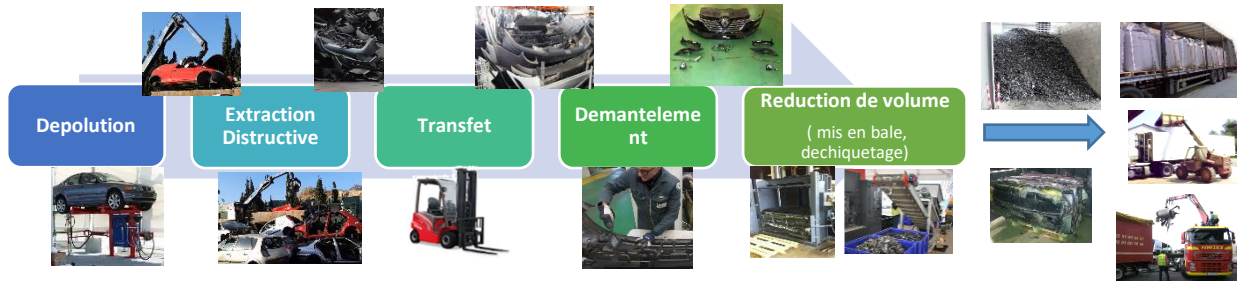 Depolution
Extraction
Distructive
Transfet
Demanteleme
nt
Reduction de volume
( mis en bale,
dechiquetage)